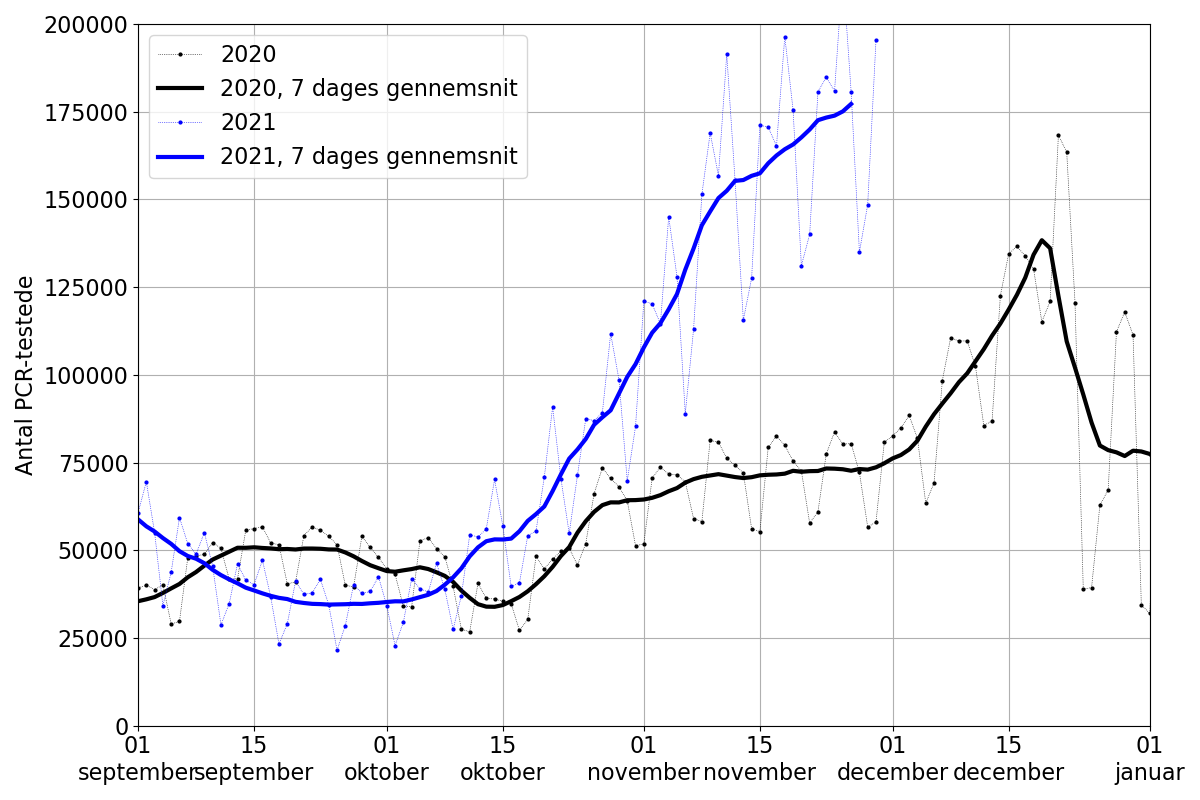 2020
2020, 7 dages gennemsnit
2021
2021, 7 dages gennemsnit
Antal PCR-testede
200000
175000
150000
125000
100000
75000
50000
25000
0
01 15 01 15 01 15 01 15 01
september september oktober oktober november november december december januar